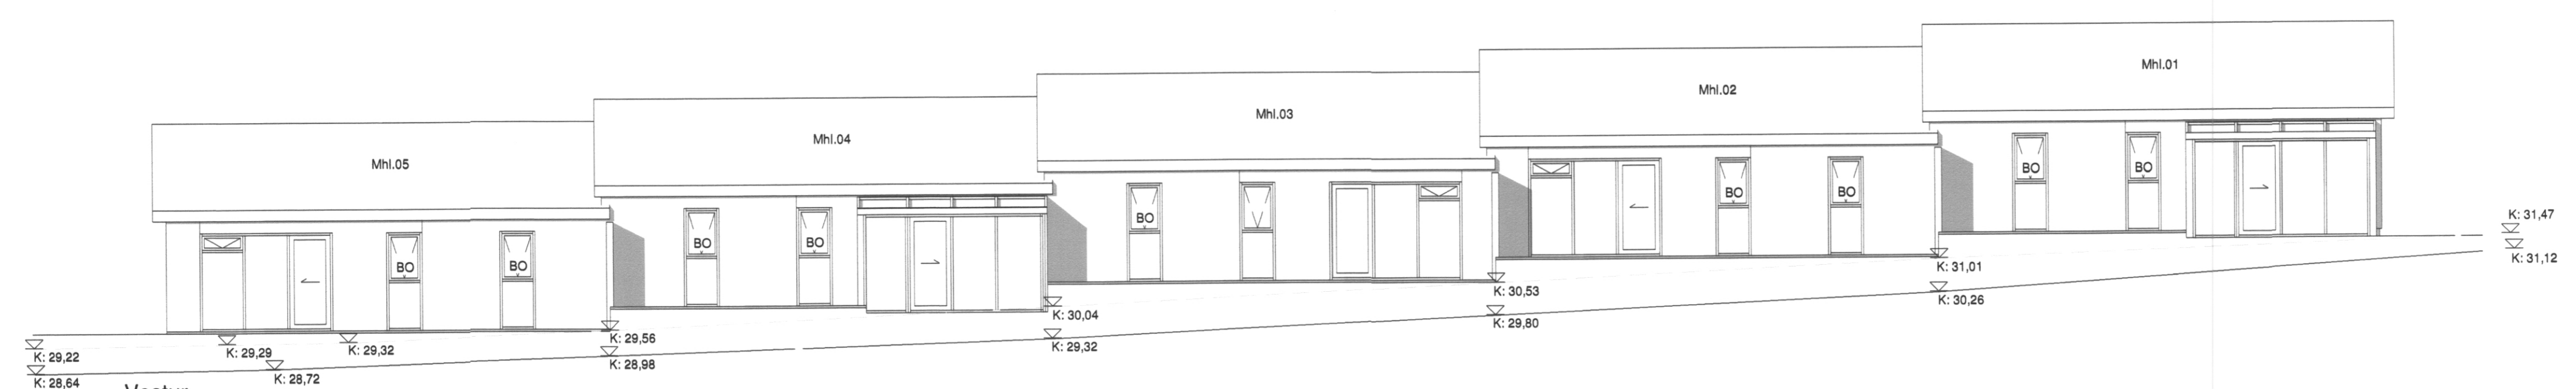 Mhl.01
Mhl.02
Mhl.03
Mhl.04
Mhl.05
BO BO
BO BO
BO
BO BO
BO BO
K: 31,47
K: 31,12
K: 31,01
K: 30,26
K: 30,53
K: 29,80
K: 30,04
K: 29,32
K: 29,56
K: 28,98
K: 29,22
K: 29,29
K: 29,32
K: 28,64
K: 28,72